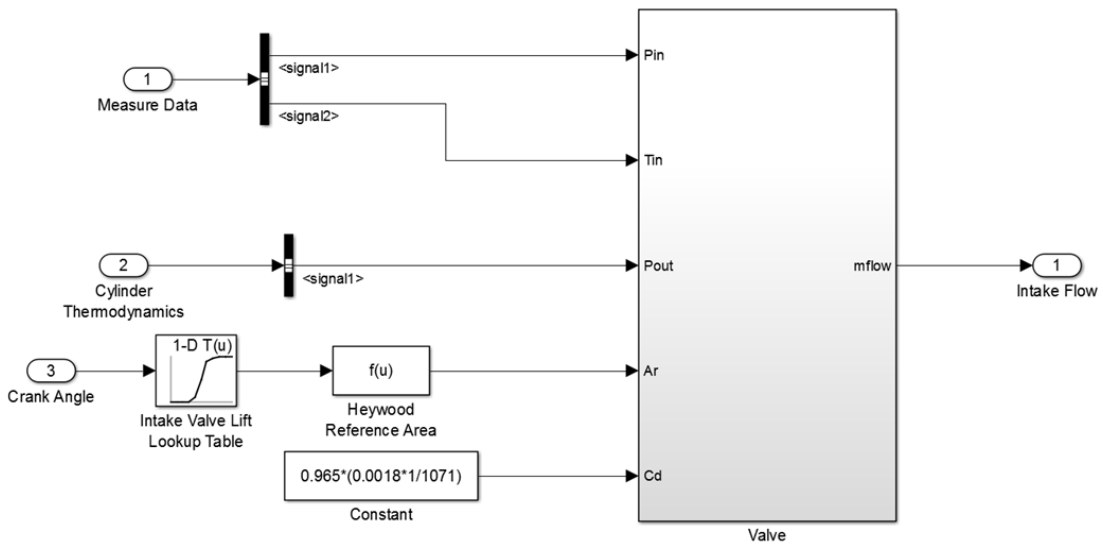 Pin
1
<signal1>
Measure Data
<signal2>
Tin
2
Pout
mflow
1
<signal1>
Cylinder
Thermodynamics
Intake Flow
1-D T(u)
3
f(u)
Ar
Crank Angle
Intake Valve Lift
Lookup Table
Heywood
Reference Area
0.965*(0.0018*1/1071)
Cd
Constant
Valve